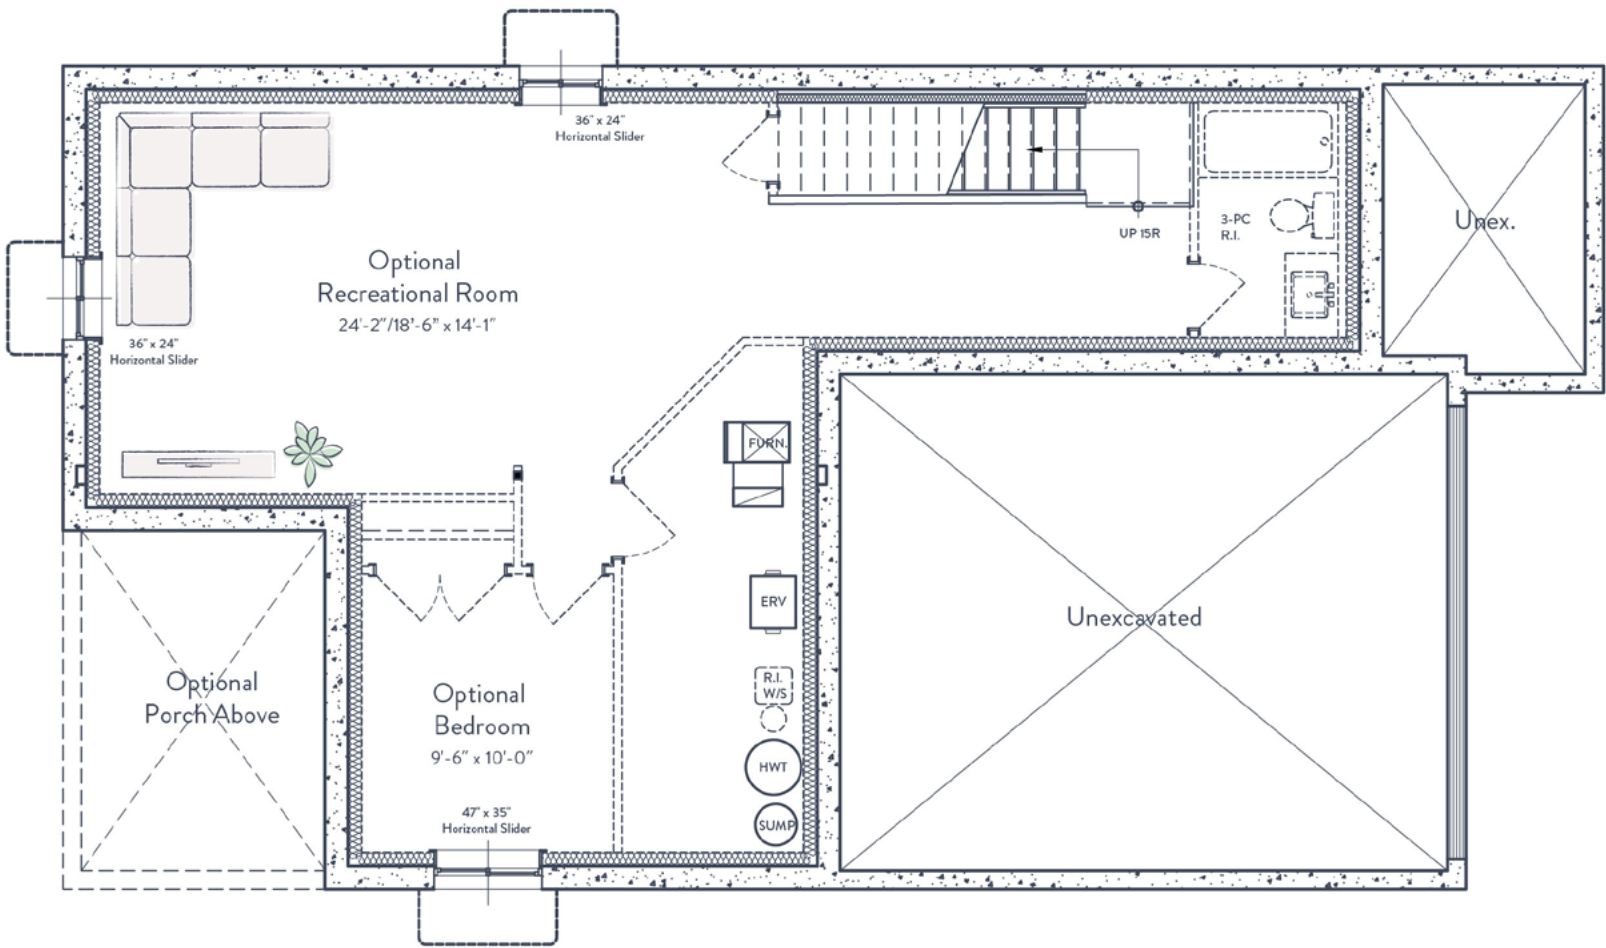 36" x 24"
Horizontal Slider
3-PC
R.I.
UP 15R
Unex.
Optional
Recreational Room
24'-2"/18'-6" x 14'-1"
36" x 24"
Horizontal Slider
FURN.
ERV
Unexcavated
R.I.
W/S
Optional
Porch Above
Optional
Bedroom
9'-6" x 10'-0"
HWT
47" x 35"
Horizontal Slider
SUMP